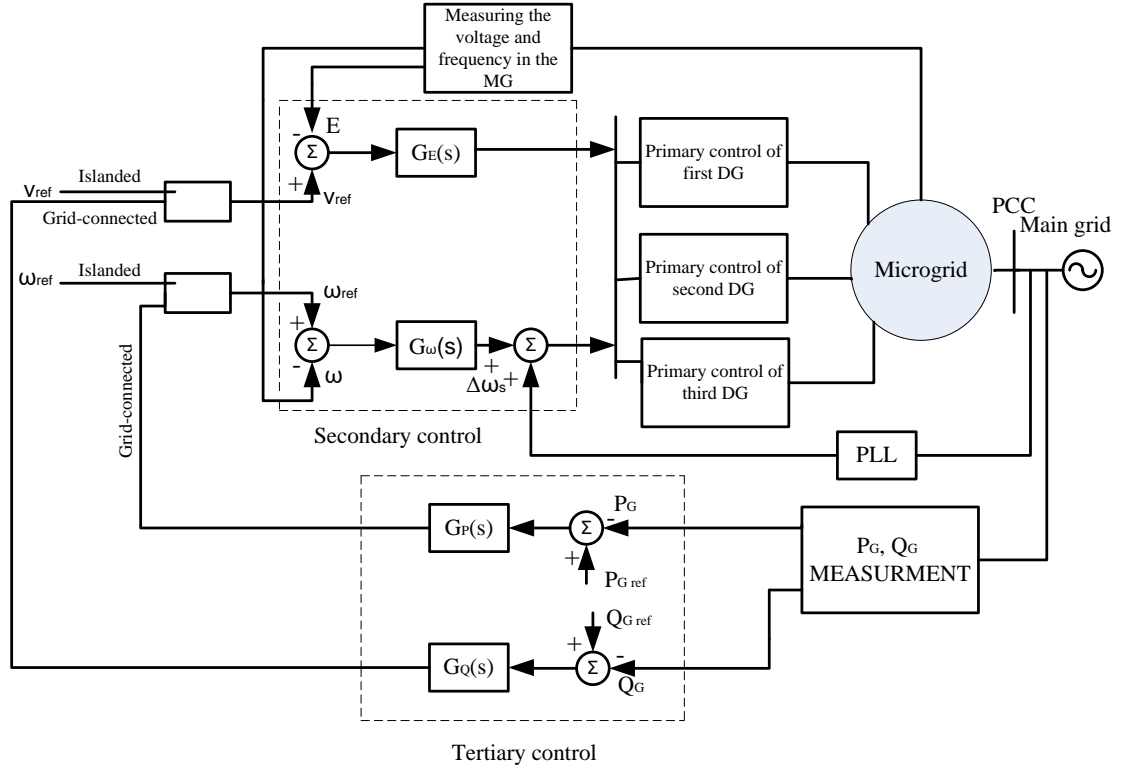 Measuring the
voltage and
frequency in the
MG
E
-
Σ
+
GE(s)
vref
Islanded
vref
Grid-connected
Primary control of
first DG
PCC
Main grid
Microgrid
Primary control of
second DG
Islanded
ωref
ωref
+
Σ
-
ω
Gω(s)
+
Δωs
+
Σ
Primary control of
third DG
Grid-connected
Secondary control
PLL
PG
-
GP(s)
Σ
+
PG ref
PG, QG
MEASURMENT
QG ref
+
-
GQ(s)
Σ
QG
Tertiary control